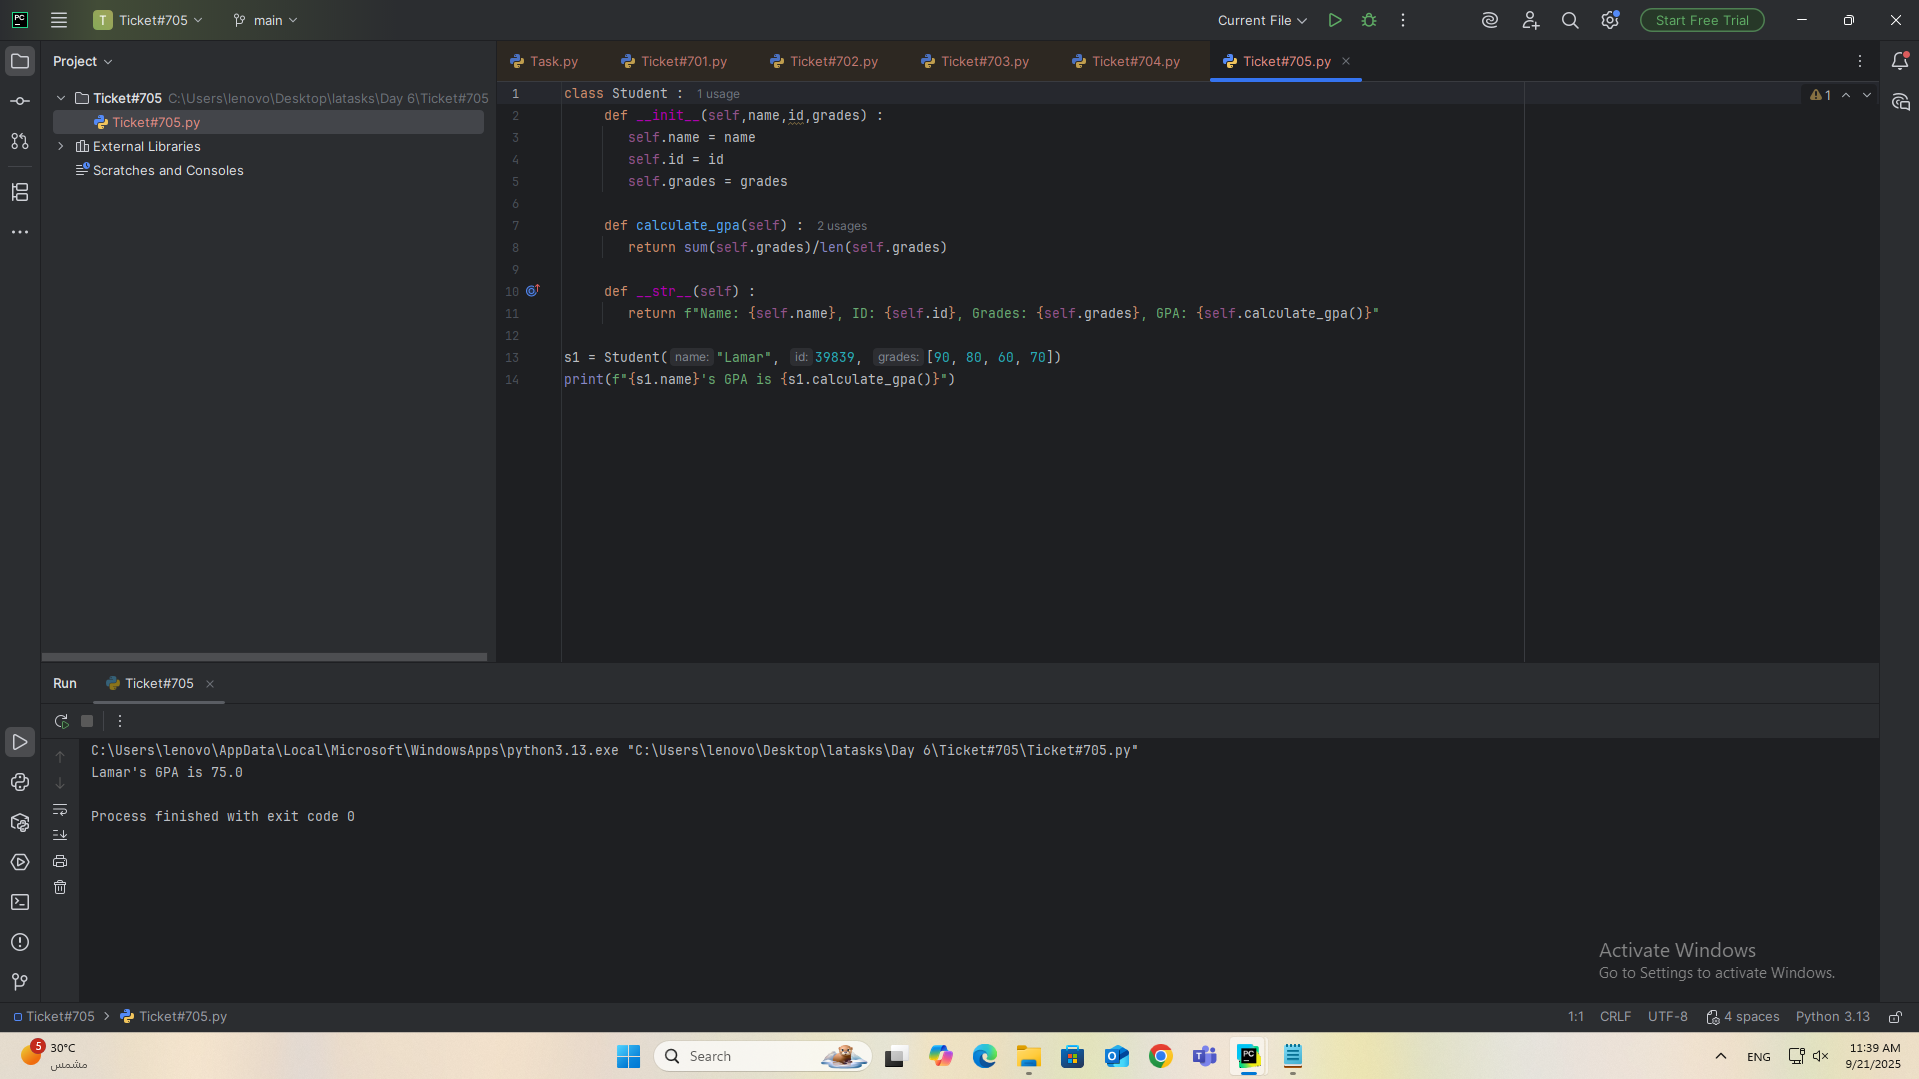 PC
T Ticket#705
main
Current File
Start Free Trial
Project
Task.py
Ticket#701.py
Ticket#702.py
Ticket#703.py
Ticket#704.py
Ticket#705.py
Ticket#705 C:\Users\lenovo\Desktop\latasks\Day 6\Ticket#705
Ticket#705.py
External Libraries
Scratches and Consoles
1
1 class Student : 1 usage
2 def __init__(self,name,id,grades) :
3 self.name = name
4 self.id = id
5 self.grades = grades
6
7 def calculate_gpa(self) : 2 usages
8 return sum(self.grades)/len(self.grades)
9
10 def __str__(self) :
11 return f"Name: {self.name}, ID: {self.id}, Grades: {self.grades}, GPA: {self.calculate_gpa()}"
12
13 s1 = Student( name: "Lamar", id: 39839, grades: [90, 80, 60, 70])
14 print(f"{s1.name}'s GPA is {s1.calculate_gpa()}")
Run
Ticket#705
C:\Users\lenovo\AppData\Local\Microsoft\WindowsApps\python3.13.exe "C:\Users\lenovo\Desktop\latasks\Day 6\Ticket#705\Ticket#705.py"
Lamar's GPA is 75.0
Process finished with exit code 0
Activate Windows
Go to Settings to activate Windows.
Ticket#705 > Ticket#705.py
1:1 CRLF UTF-8 4 spaces Python 3.13
5
30°C
مشمس
Search
PC
ENG
11:39 AM
9/21/2025